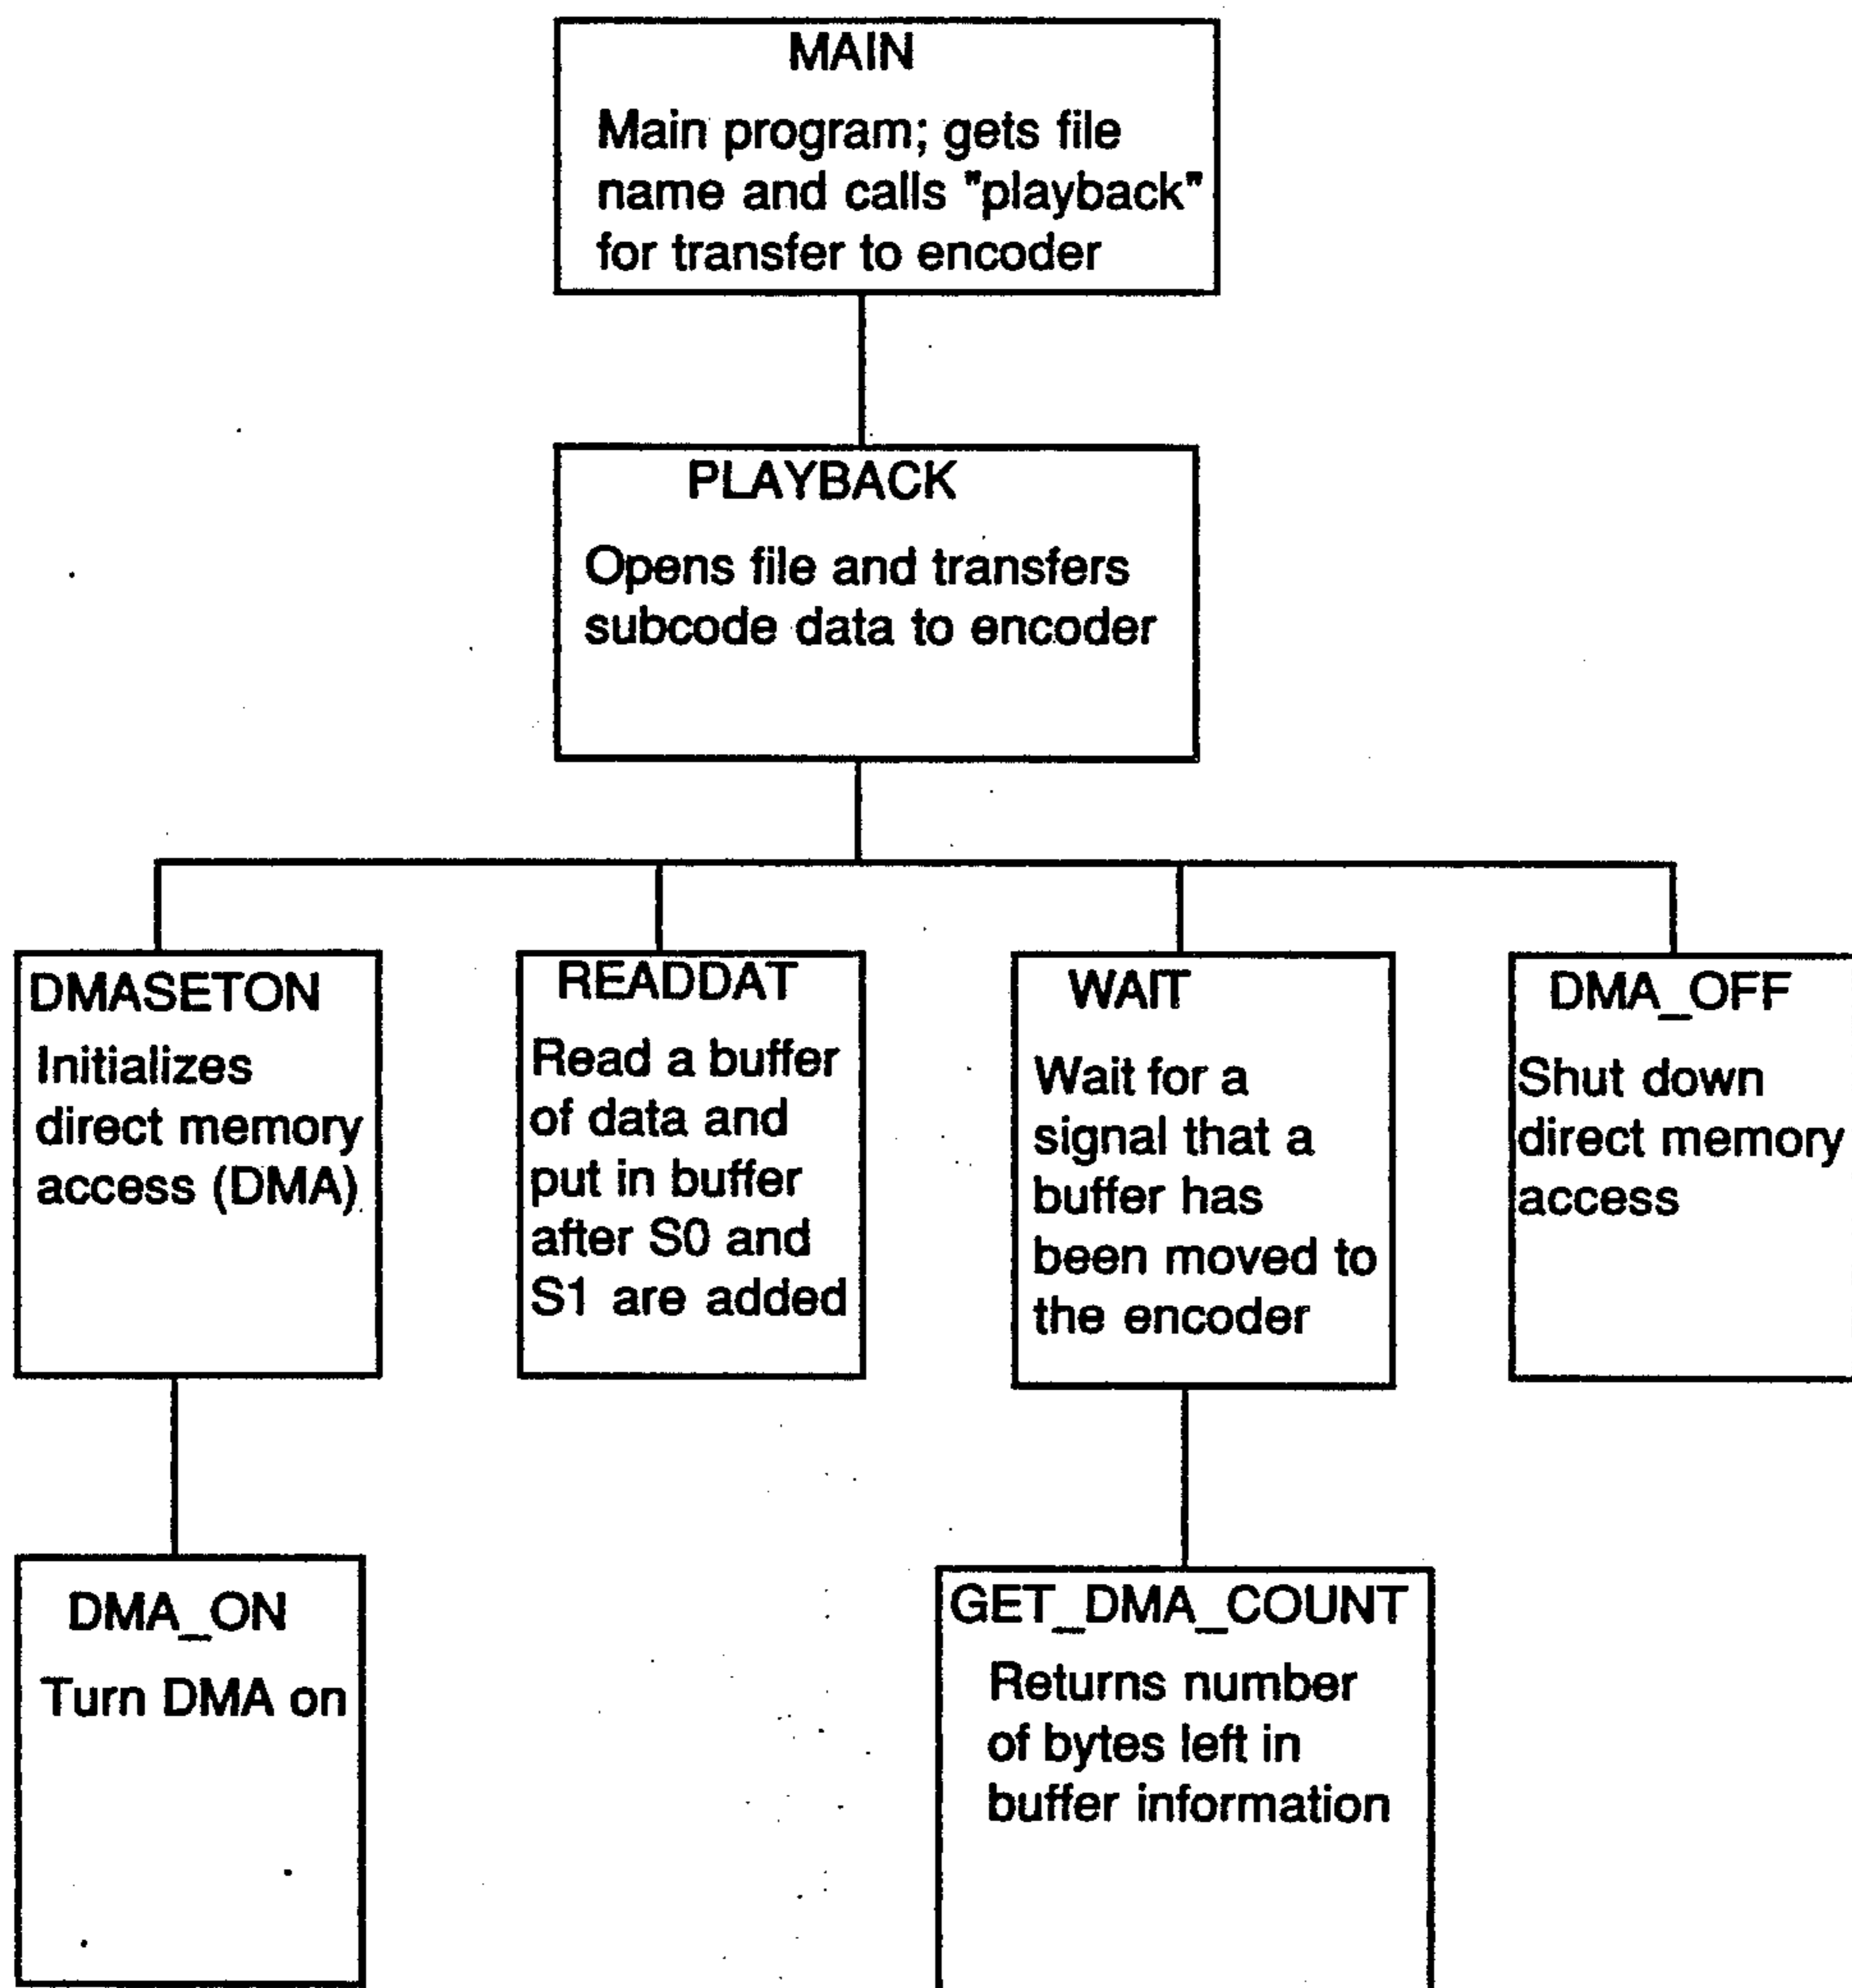 MAIN
Main program; gets file
name and calls "playback"
for transfer to encoder
PLAYBACK
Opens file and transfers
subcode data to encoder
DMASETON
Initializes
direct memory
access (DMA)
READDAT
Read a buffer
of data and
put in buffer
after S0 and
S1 are added
WAIT
Wait for a
signal that a
buffer has
been moved to
the encoder
DMA_OFF
Shut down
direct memory
access
DMA_ON
Turn DMA on
GET_DMA_COUNT
Returns number
of bytes left in
buffer information